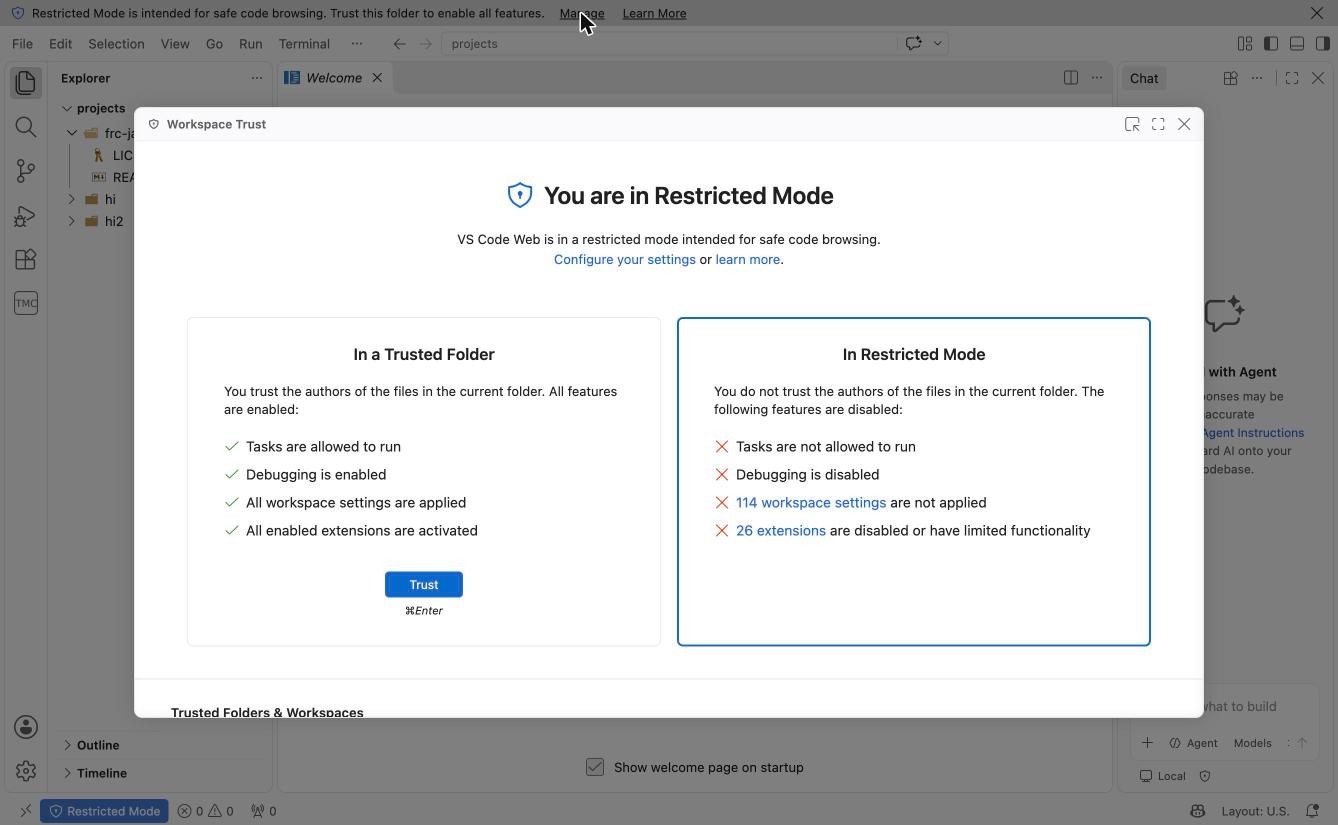 Restricted Mode is intended for safe code browsing. Trust this folder to enable all features. Manage Learn More
File Edit Selection View Go Run Terminal ··· projects
Explorer ···
Welcome
···
Chat
···
projects
frc-ja
LIC
REA
hi
hi2
TMC
Workspace Trust
You are in Restricted Mode
VS Code Web is in a restricted mode intended for safe code browsing.
Configure your settings or learn more.
In a Trusted Folder
You trust the authors of the files in the current folder. All features
are enabled:
Tasks are allowed to run
Debugging is enabled
All workspace settings are applied
All enabled extensions are activated
Trust
⌘Enter
In Restricted Mode
You do not trust the authors of the files in the current folder. The
following features are disabled:
Tasks are not allowed to run
Debugging is disabled
114 workspace settings are not applied
26 extensions are disabled or have limited functionality
Trusted Folders & Workspaces
with Agent
onses may be
accurate
Agent Instructions
ard AI onto your
odebase.
what to build
Agent Models
Local
Outline
Timeline
Show welcome page on startup
Restricted Mode 0 0 0
Layout: U.S.